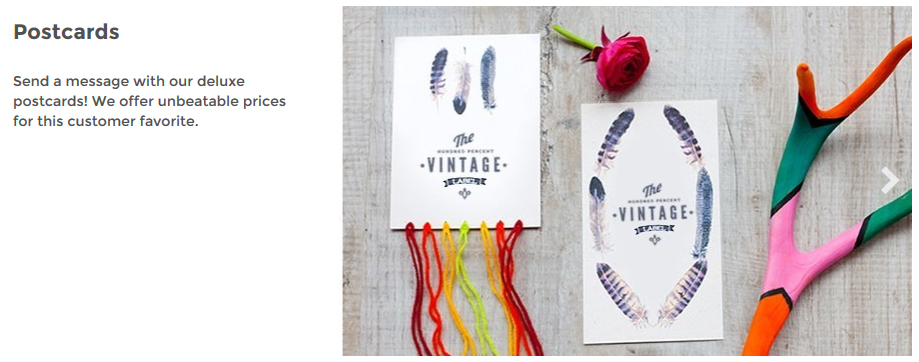 Postcards
Send a message with our deluxe
postcards! We offer unbeatable prices
for this customer favorite.
The
HUNDRED PERCENT
VINTAGE
LABEL
The
HUNDRED PERCENT
VINTAGE
LABEL